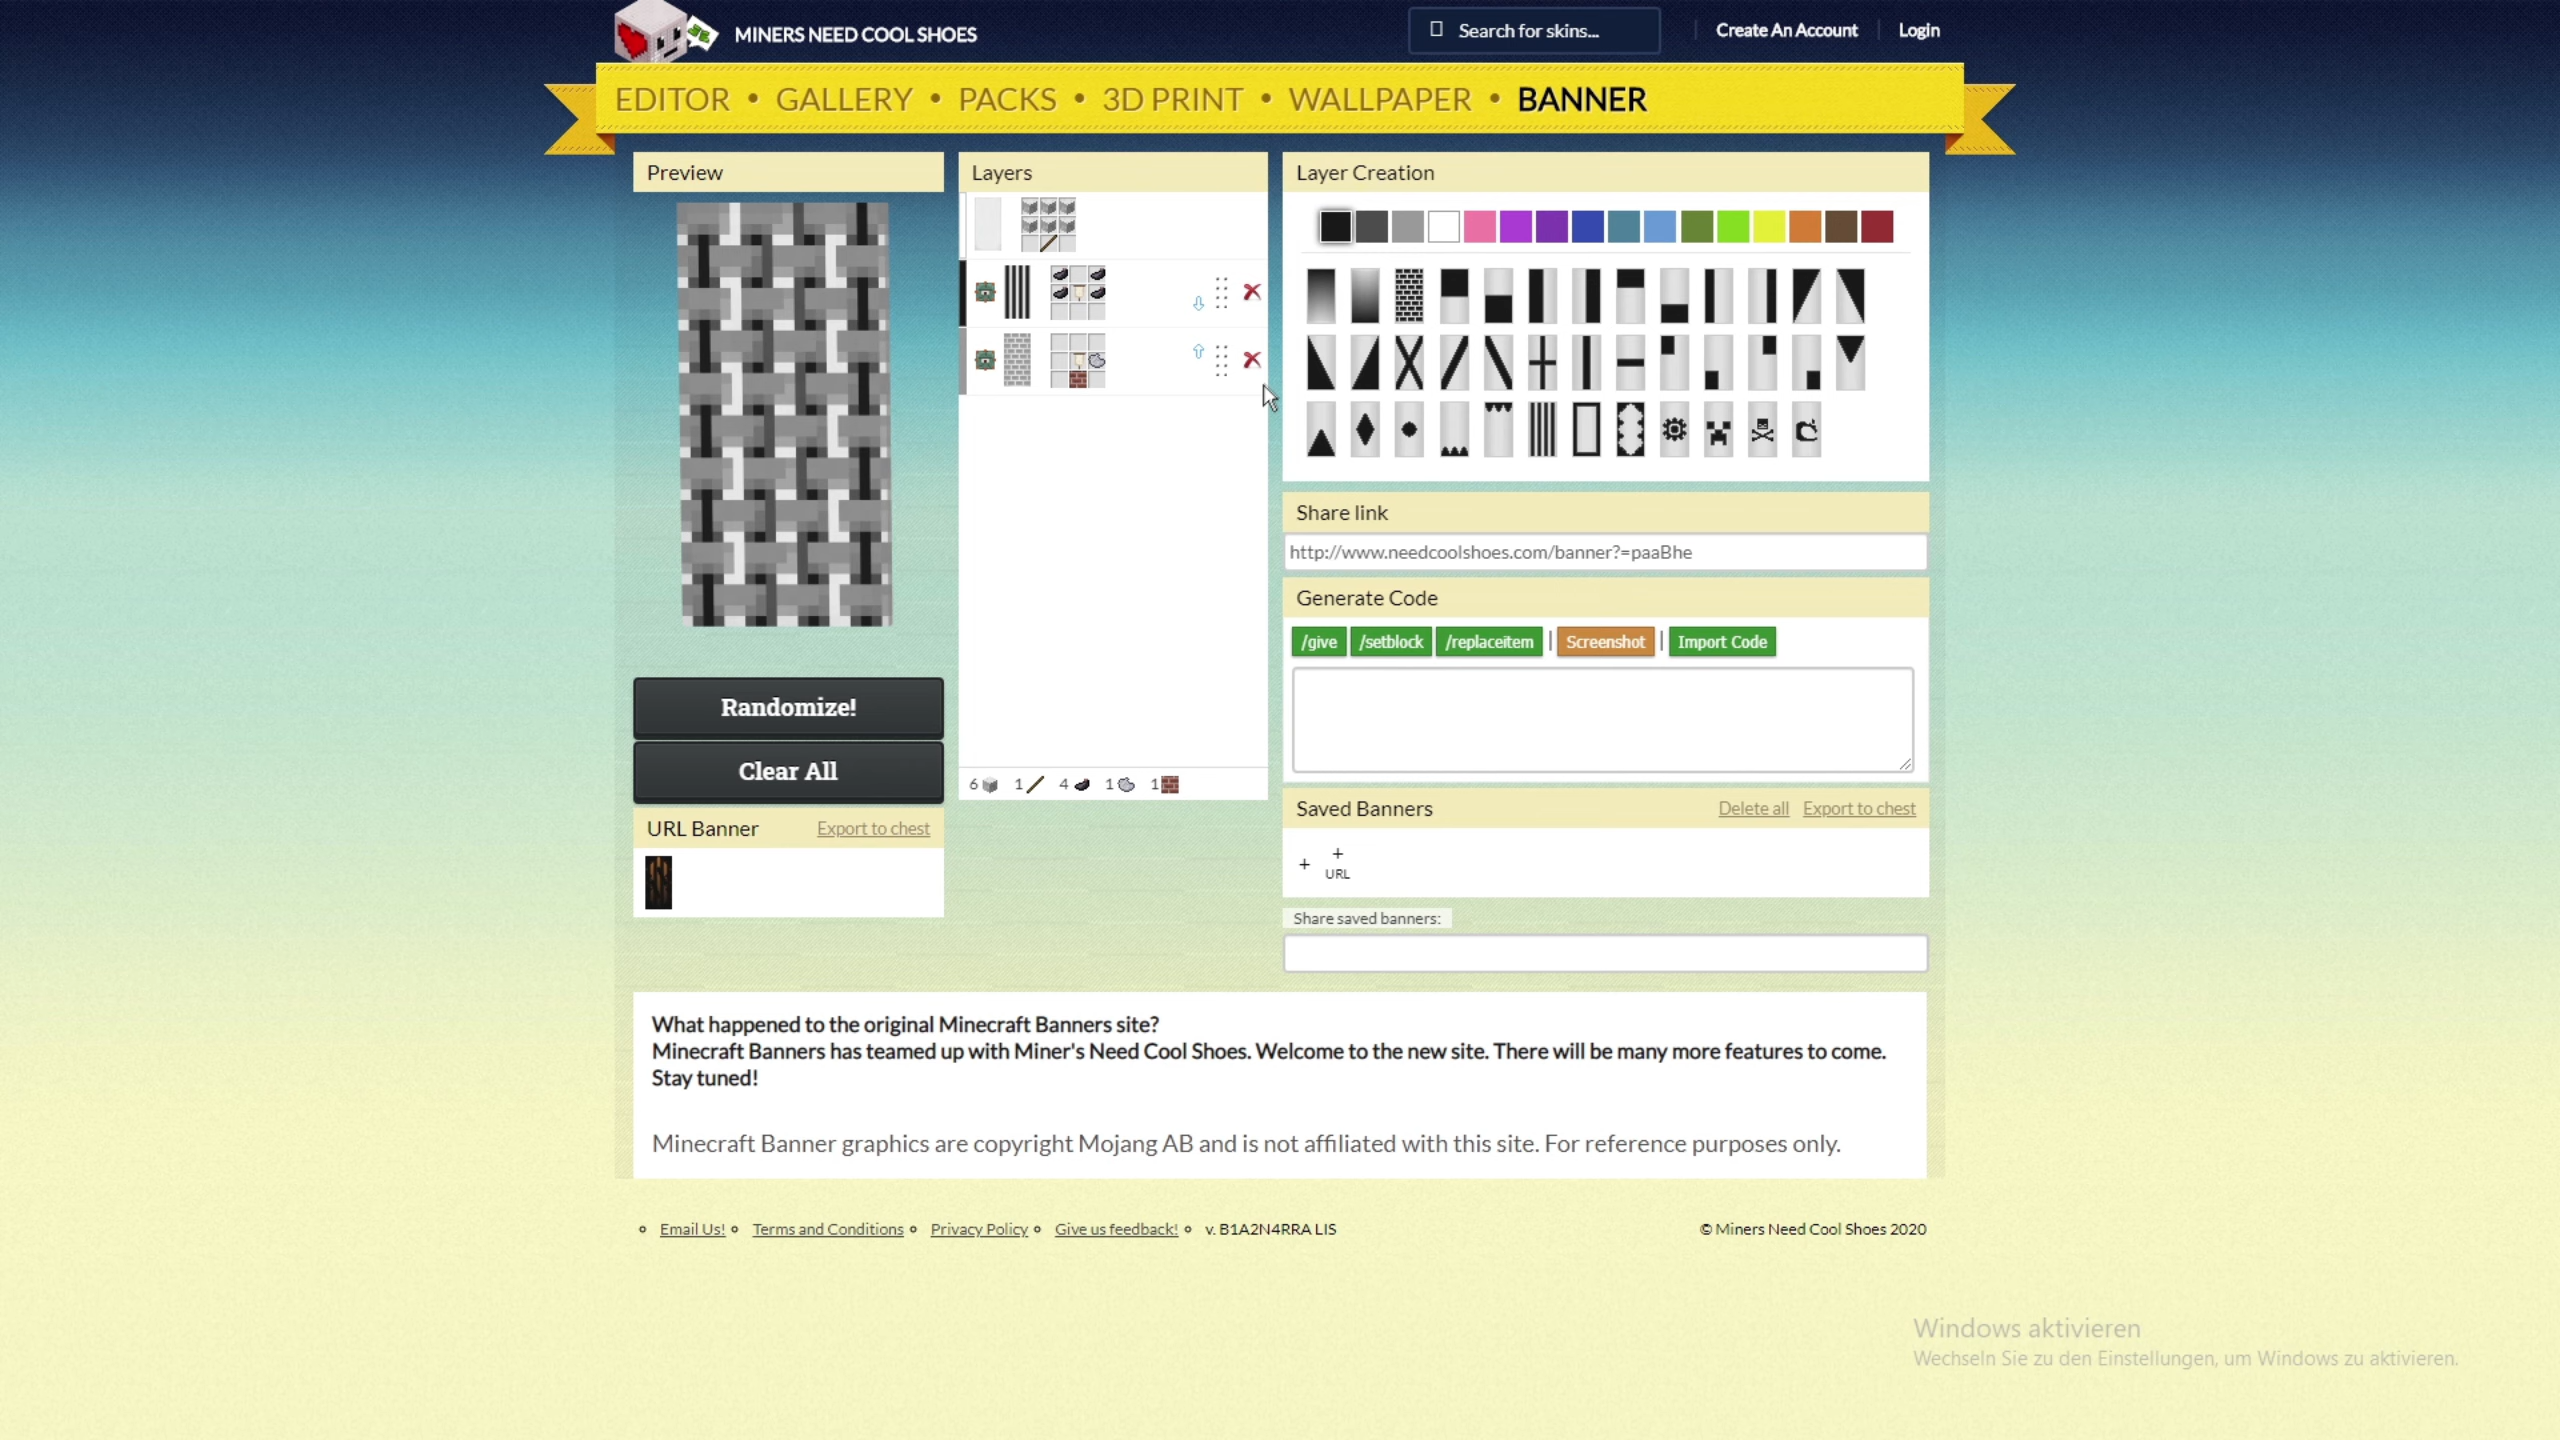 MINERS NEED COOL SHOES
Search for skins...
Create An Account
Login
EDITOR • GALLERY • PACKS • 3D PRINT • WALLPAPER • BANNER
Preview
Layers
Layer Creation
Share link
http://www.needcoolshoes.com/banner?=paaBhe
Generate Code
/give /setblock /replaceitem | Screenshot | Import Code
Randomize!
Clear All
6 1 4 1 1
URL Banner Export to chest
Saved Banners Delete all Export to chest
+ +
URL
Share saved banners:
What happened to the original Minecraft Banners site?
Minecraft Banners has teamed up with Miner's Need Cool Shoes. Welcome to the new site. There will be many more features to come.
Stay tuned!
Minecraft Banner graphics are copyright Mojang AB and is not affiliated with this site. For reference purposes only.
Email Us! Terms and Conditions Privacy Policy Give us feedback! v. B1A2N4RRA LIS
© Miners Need Cool Shoes 2020
Windows aktivieren
Wechseln Sie zu den Einstellungen, um Windows zu aktivieren.